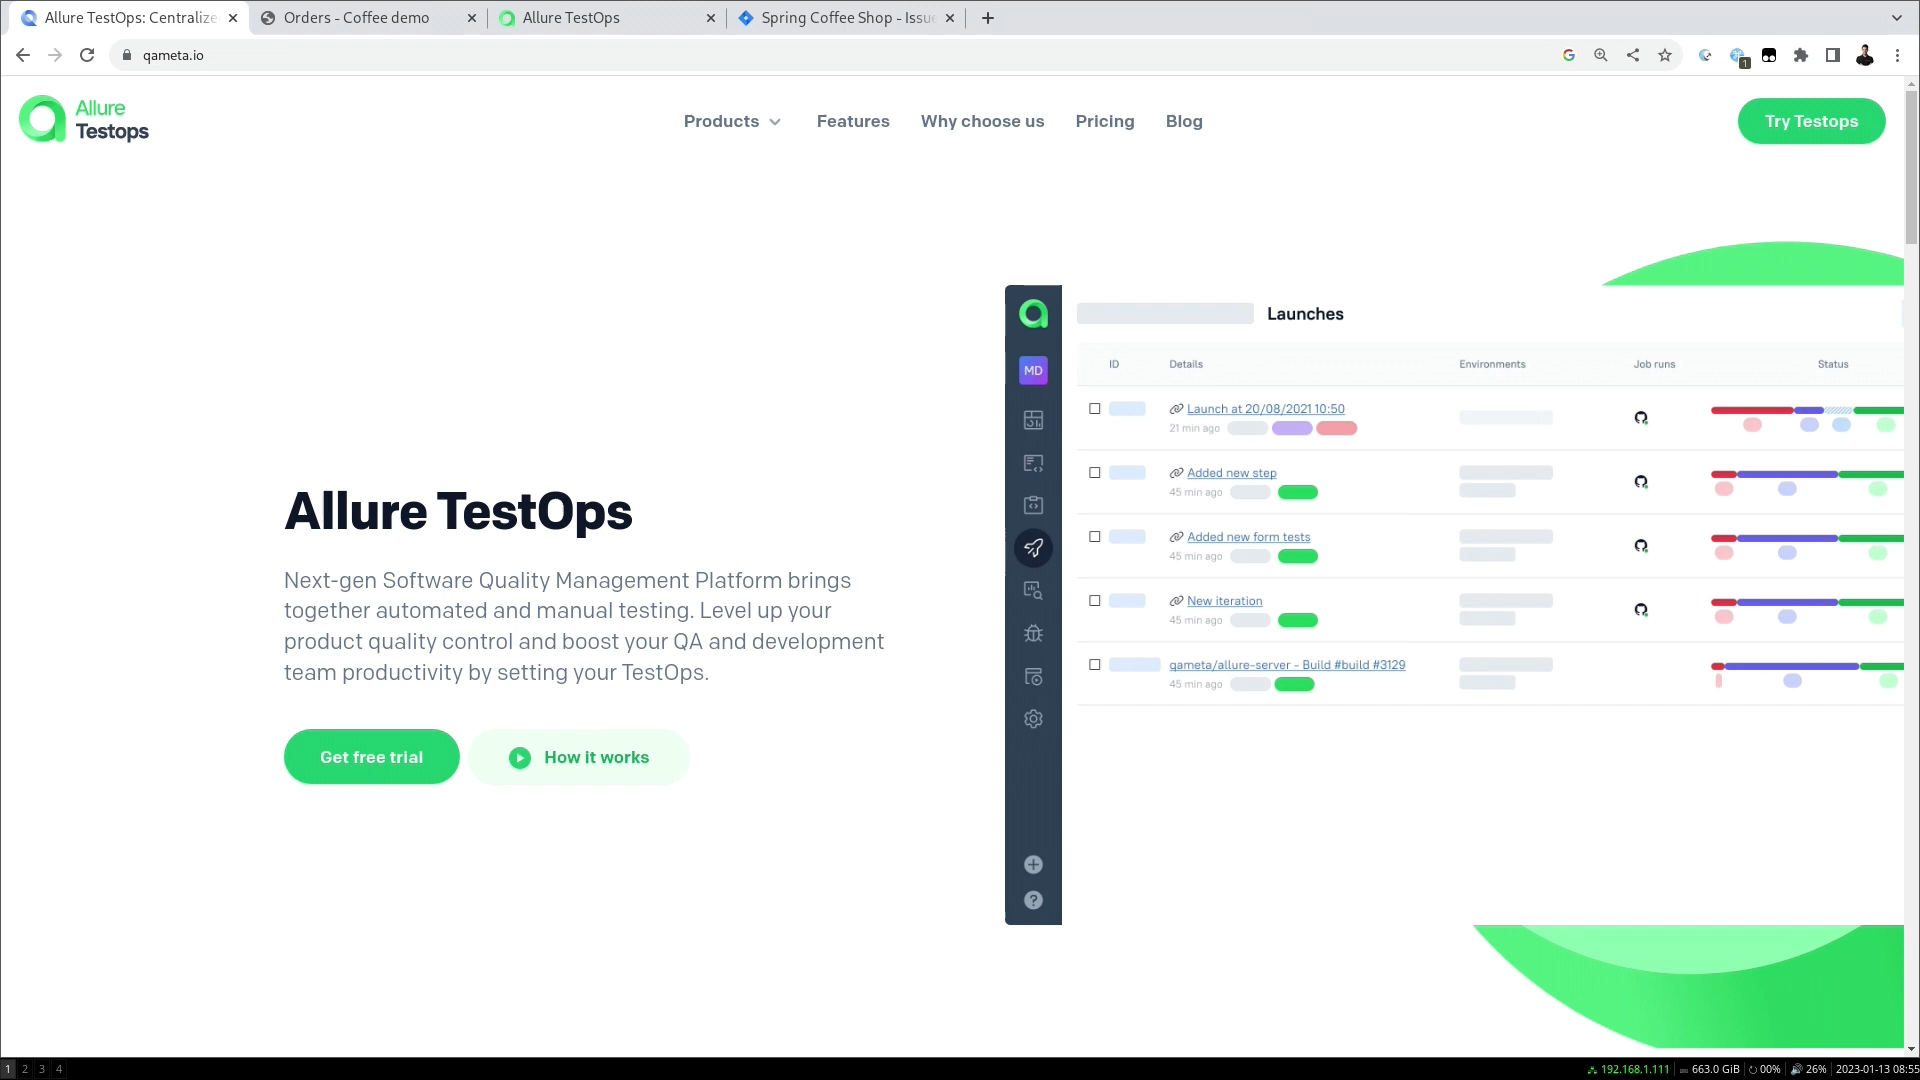 Allure TestOps: Centralize
Orders - Coffee demo
Allure TestOps
Spring Coffee Shop - Issue
qameta.io
1
Allure
Testops
Products
Features
Why choose us
Pricing
Blog
Try Testops
Allure TestOps
Next-gen Software Quality Management Platform brings
together automated and manual testing. Level up your
product quality control and boost your QA and development
team productivity by setting your TestOps.
Get free trial
How it works
MD
Launches
ID Details Environments Job runs Status
Launch at 20/08/2021 10:50
21 min ago
Added new step
45 min ago
Added new form tests
45 min ago
New iteration
45 min ago
qameta/allure-server - Build #build #3129
45 min ago
1 2 3 4
192.168.1.111 663.0 GiB 00% 26% 2023-01-13 08:55